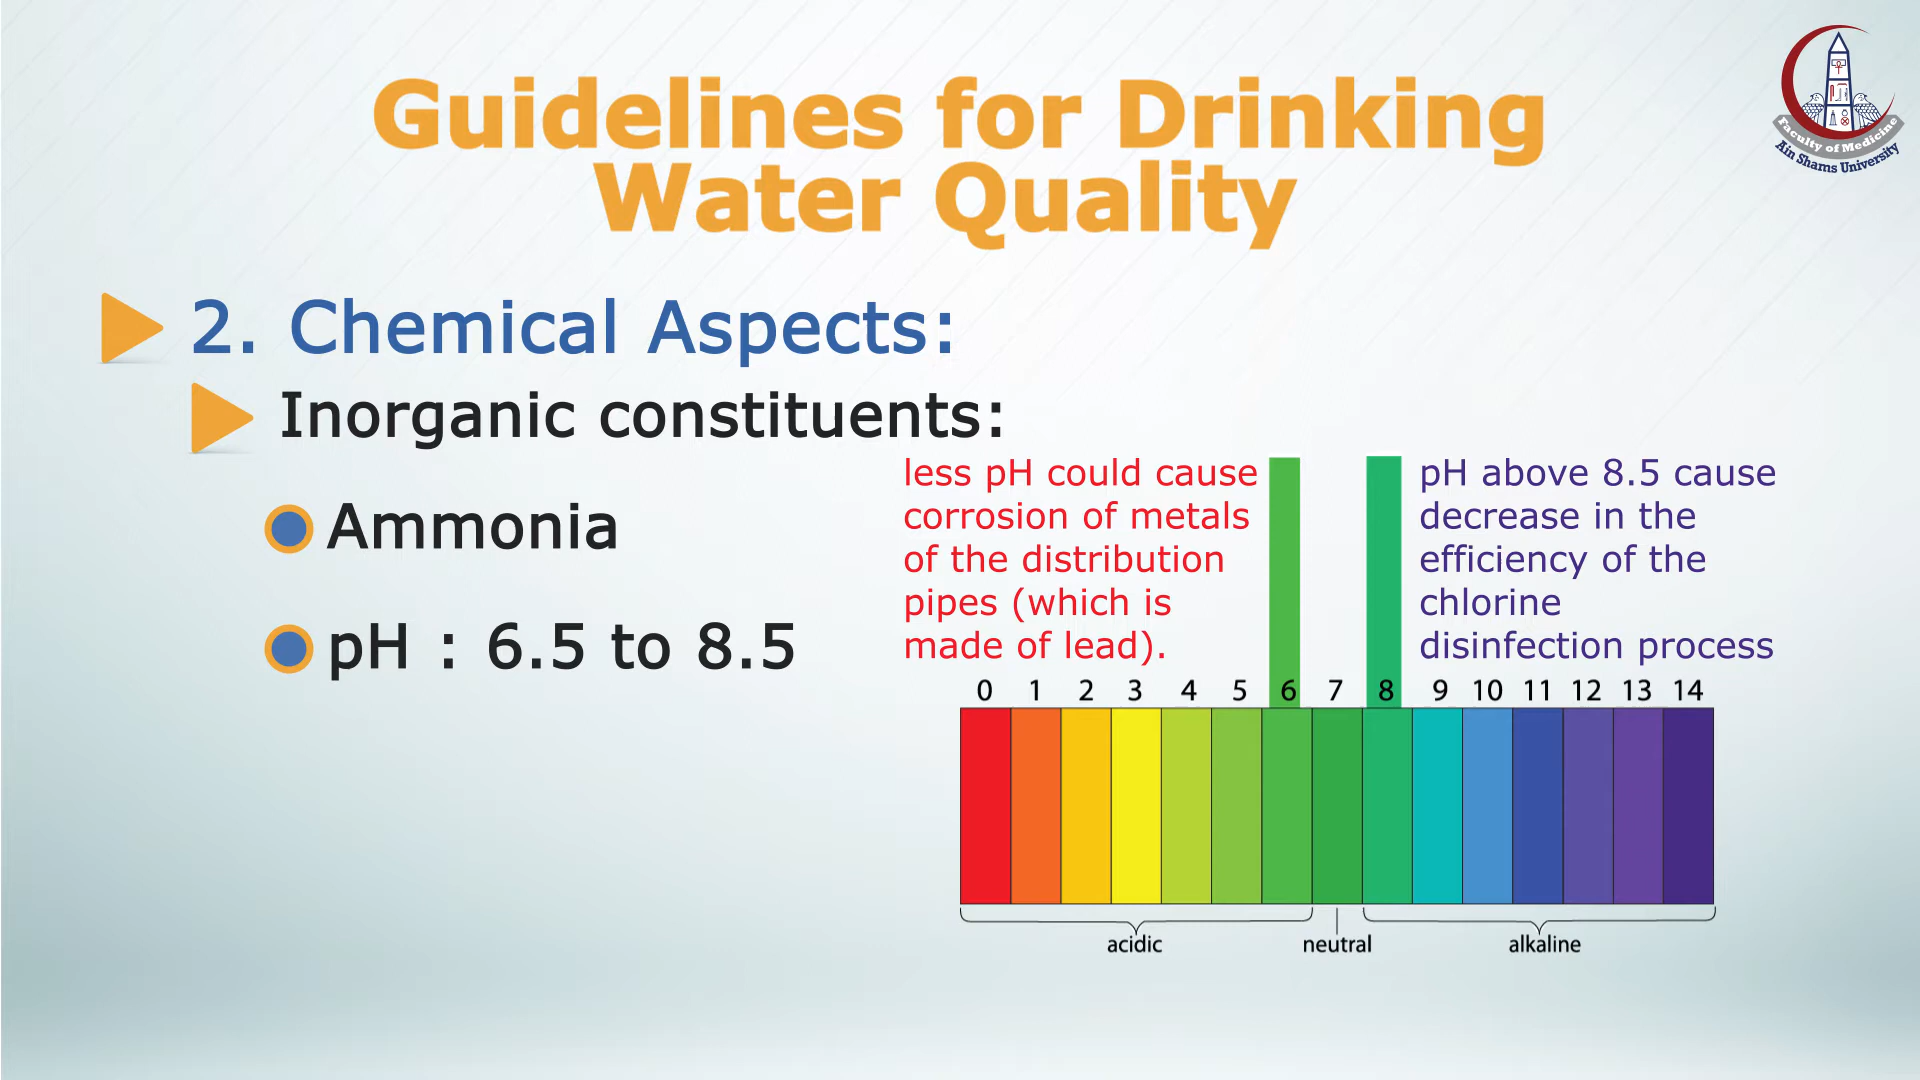 Guidelines for Drinking
Water Quality
Faculty of Medicine
Ain Shams University
2. Chemical Aspects:
Inorganic constituents:
Ammonia
pH : 6.5 to 8.5
less pH could cause
corrosion of metals
of the distribution
pipes (which is
made of lead).
pH above 8.5 cause
decrease in the
efficiency of the
chlorine
disinfection process
0 1 2 3 4 5 6 7 8 9 10 11 12 13 14
acidic neutral alkaline